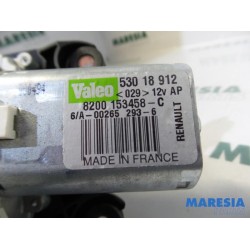 Valeo
530 18 912
<029> 12v AP
8200 153458-C
6/A-00265 293-6
RENAULT
MADE IN FRANCE
MARESIA